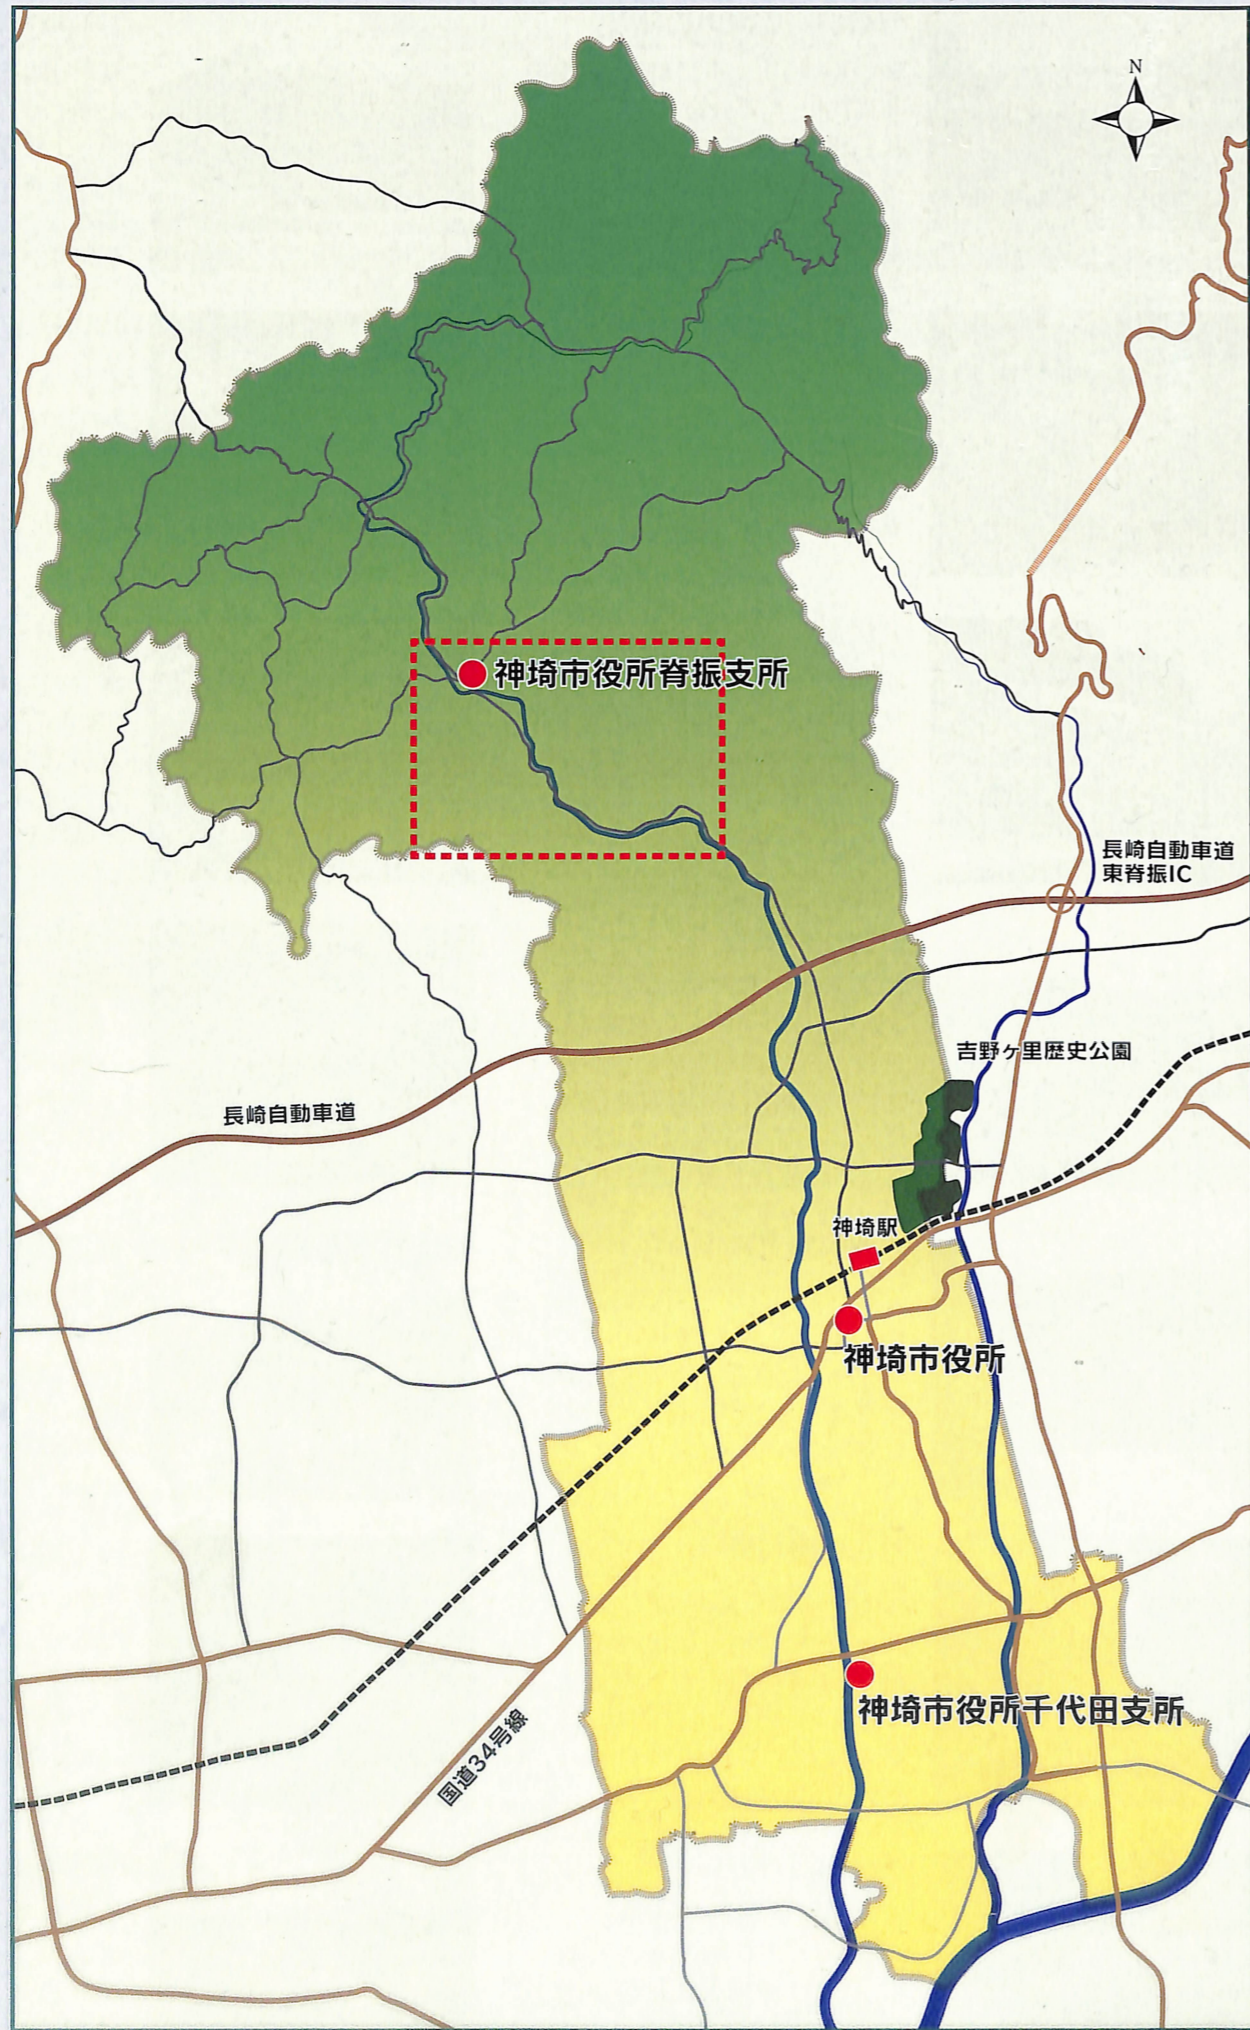 N
神埼市役所脊振支所
長崎自動車道
東脊振IC
吉野ヶ里歴史公園
長崎自動車道
神埼駅
神埼市役所
神埼市役所千代田支所
国道34号線